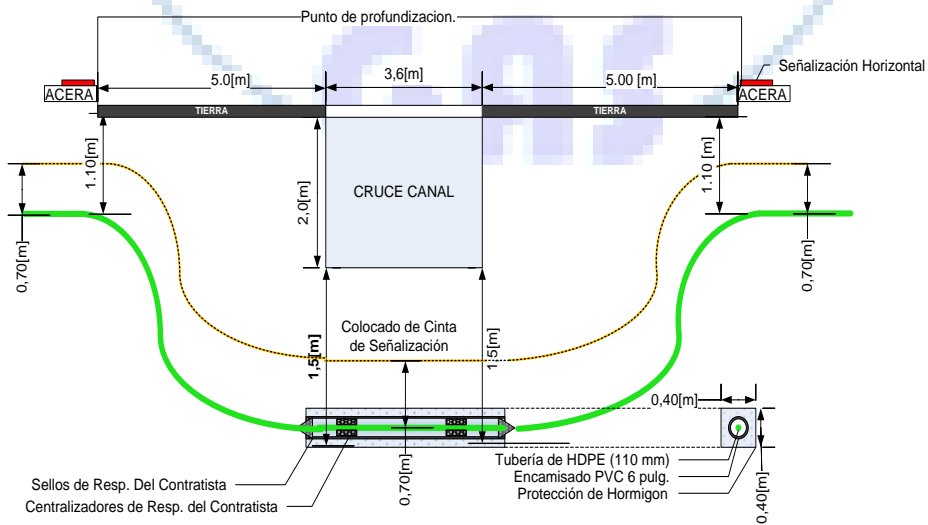 Punto de profundizacion.
5.0[m]
3,6[m]
5.00 [m]
Señalización Horizontal
ACERA
ACERA
TIERRA
TIERRA
1.10[m]
1.10 [m]
2,0[m]
CRUCE CANAL
0,70[m]
0,70[m]
Colocado de Cinta
de Señalización
1,5[m]
1.5[m]
0,40[m]
Tubería de HDPE (110 mm)
Encamisado PVC 6 pulg.
Protección de Hormigon
Sellos de Resp. Del Contratista
Centralizadores de Resp. del Contratista
0,70[m]
0,40[m]
GAS